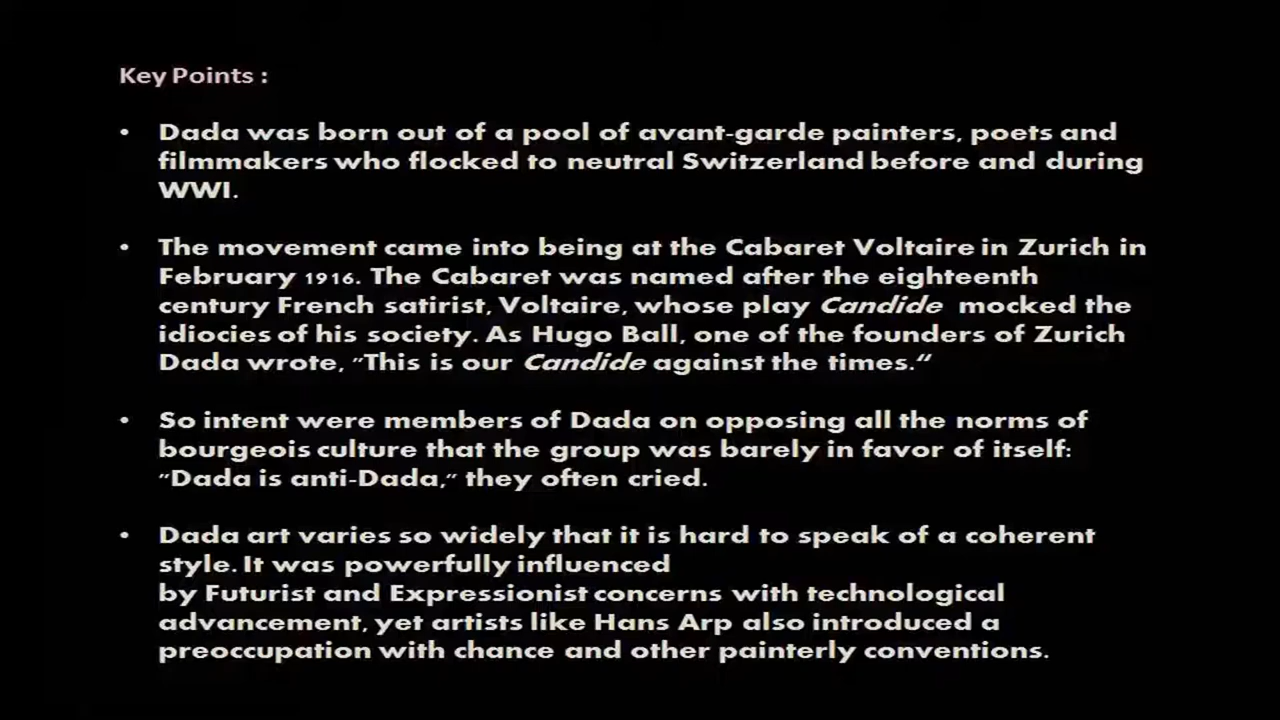 Key Points :
• Dada was born out of a pool of avant-garde painters, poets and
filmmakers who flocked to neutral Switzerland before and during
WWI.
• The movement came into being at the Cabaret Voltaire in Zurich in
February 1916. The Cabaret was named after the eighteenth
century French satirist, Voltaire, whose play Candide mocked the
idiocies of his society. As Hugo Ball, one of the founders of Zurich
Dada wrote, "This is our Candide against the times."
• So intent were members of Dada on opposing all the norms of
bourgeois culture that the group was barely in favor of itself:
"Dada is anti-Dada," they often cried.
• Dada art varies so widely that it is hard to speak of a coherent
style. It was powerfully influenced
by Futurist and Expressionist concerns with technological
advancement, yet artists like Hans Arp also introduced a
preoccupation with chance and other painterly conventions.